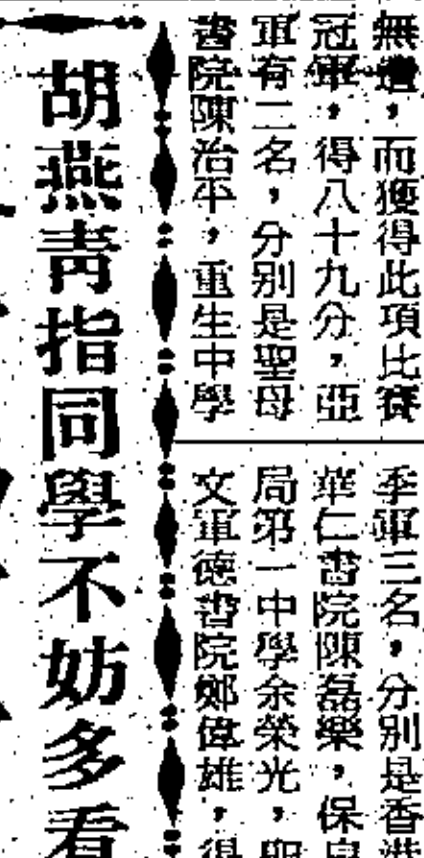 無遺,而獲得此項比賽
冠軍,得八十九分,亞
軍有二名,分别是聖母
書院陳治平,重生中學
季軍三名,分别是香港
華仁書院陳磊樂,保良
局第一中學余榮光,聖
文軍德書院鄭偉雄,得
胡燕青指同學不妨多看